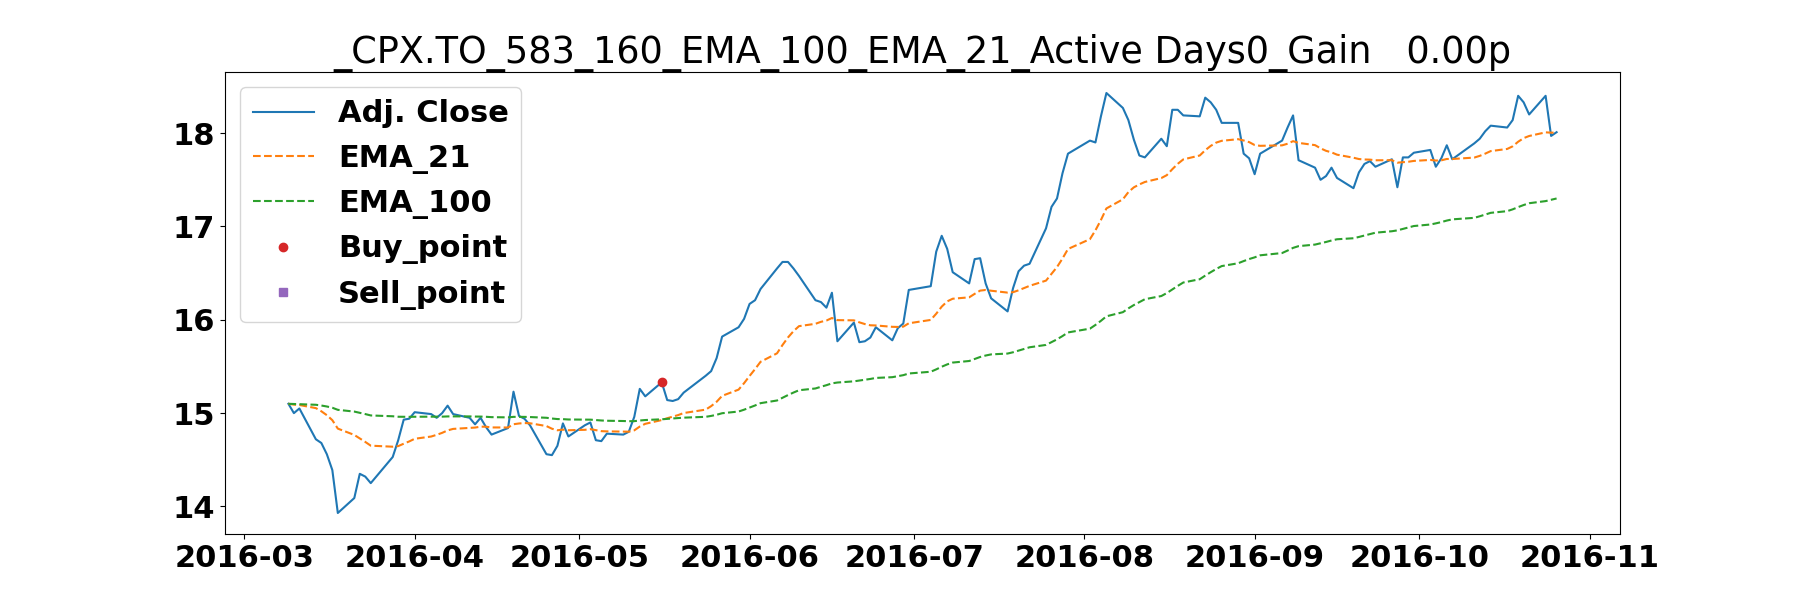 _CPX.TO_583_160_EMA_100_EMA_21_Active Days0_Gain   0.00p
Adj. Close
EMA_21
EMA_100
Buy_point
Sell_point
18
17
16
15
14
2016-03 2016-04 2016-05 2016-06 2016-07 2016-08 2016-09 2016-10 2016-11